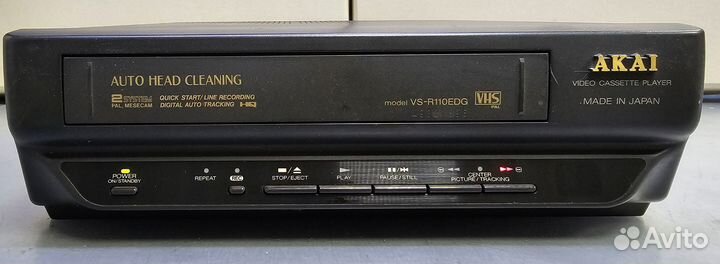 AKAI
VIDEO CASSETTE PLAYER
MADE IN JAPAN
AUTO HEAD CLEANING
2 SYSTEM
PAL, MESECAM
QUICK START/LINE RECORDING
DIGITAL AUTO TRACKING HQ
model VS-R110EDG
VHS
PAL
POWER
ON/STANDBY
REPEAT
REC
STOP/EJECT
PLAY
PAUSE/STILL
CENTER
PICTURE/TRACKING
Avito